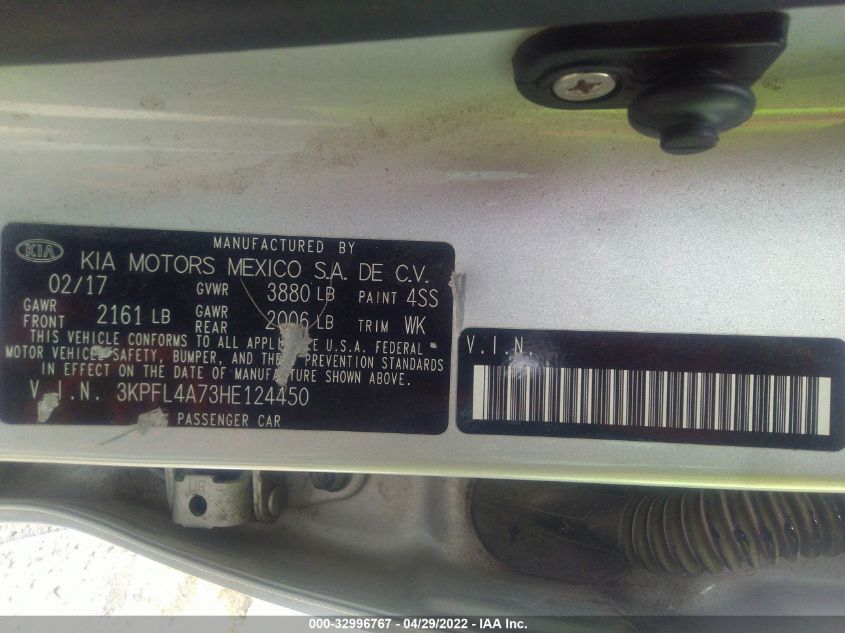 KIA
MANUFACTURED BY
KIA MOTORS MEXICO S.A. DE C.V.
02/17 GVWR 3880 LB PAINT 4SS
GAWR FRONT 2161 LB GAWR REAR 2006 LB TRIM WK
THIS VEHICLE CONFORMS TO ALL APPLICABLE U.S.A. FEDERAL
MOTOR VEHICLE SAFETY, BUMPER, AND THEFT PREVENTION STANDARDS
IN EFFECT ON THE DATE OF MANUFACTURE SHOWN ABOVE.
V.I.N. 3KPFL4A73HE124450
PASSENGER CAR
V.I.N.
000-32996767 - 04/29/2022 - IAA Inc.